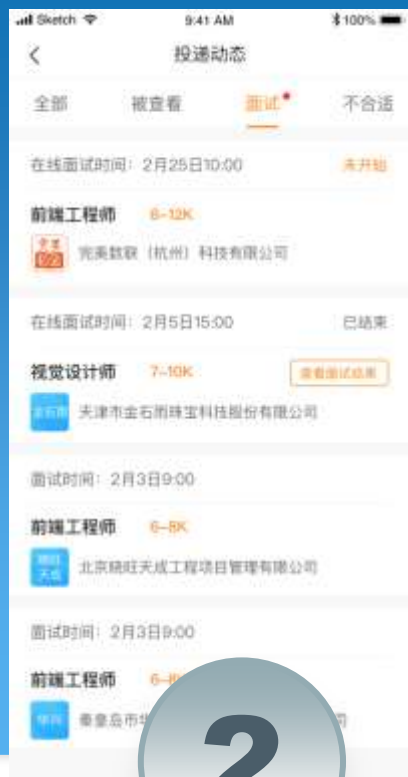 Sketch 9:41 AM 100%
投递动态
全部 被查看 面试 不合适
在线面试时间：2月25日10:00 未开始
前端工程师 8-12K
完美数联（杭州）科技有限公司
在线面试时间：2月5日15:00 已结束
视觉设计师 7-10K 查看面试结果
金石雨 天津市金石雨珠宝科技股份有限公司
面试时间：2月3日9:00
前端工程师 6-8K
晓旺
天成 北京晓旺天成工程项目管理有限公司
面试时间：2月3日9:00
前端工程师
秦皇岛市
2